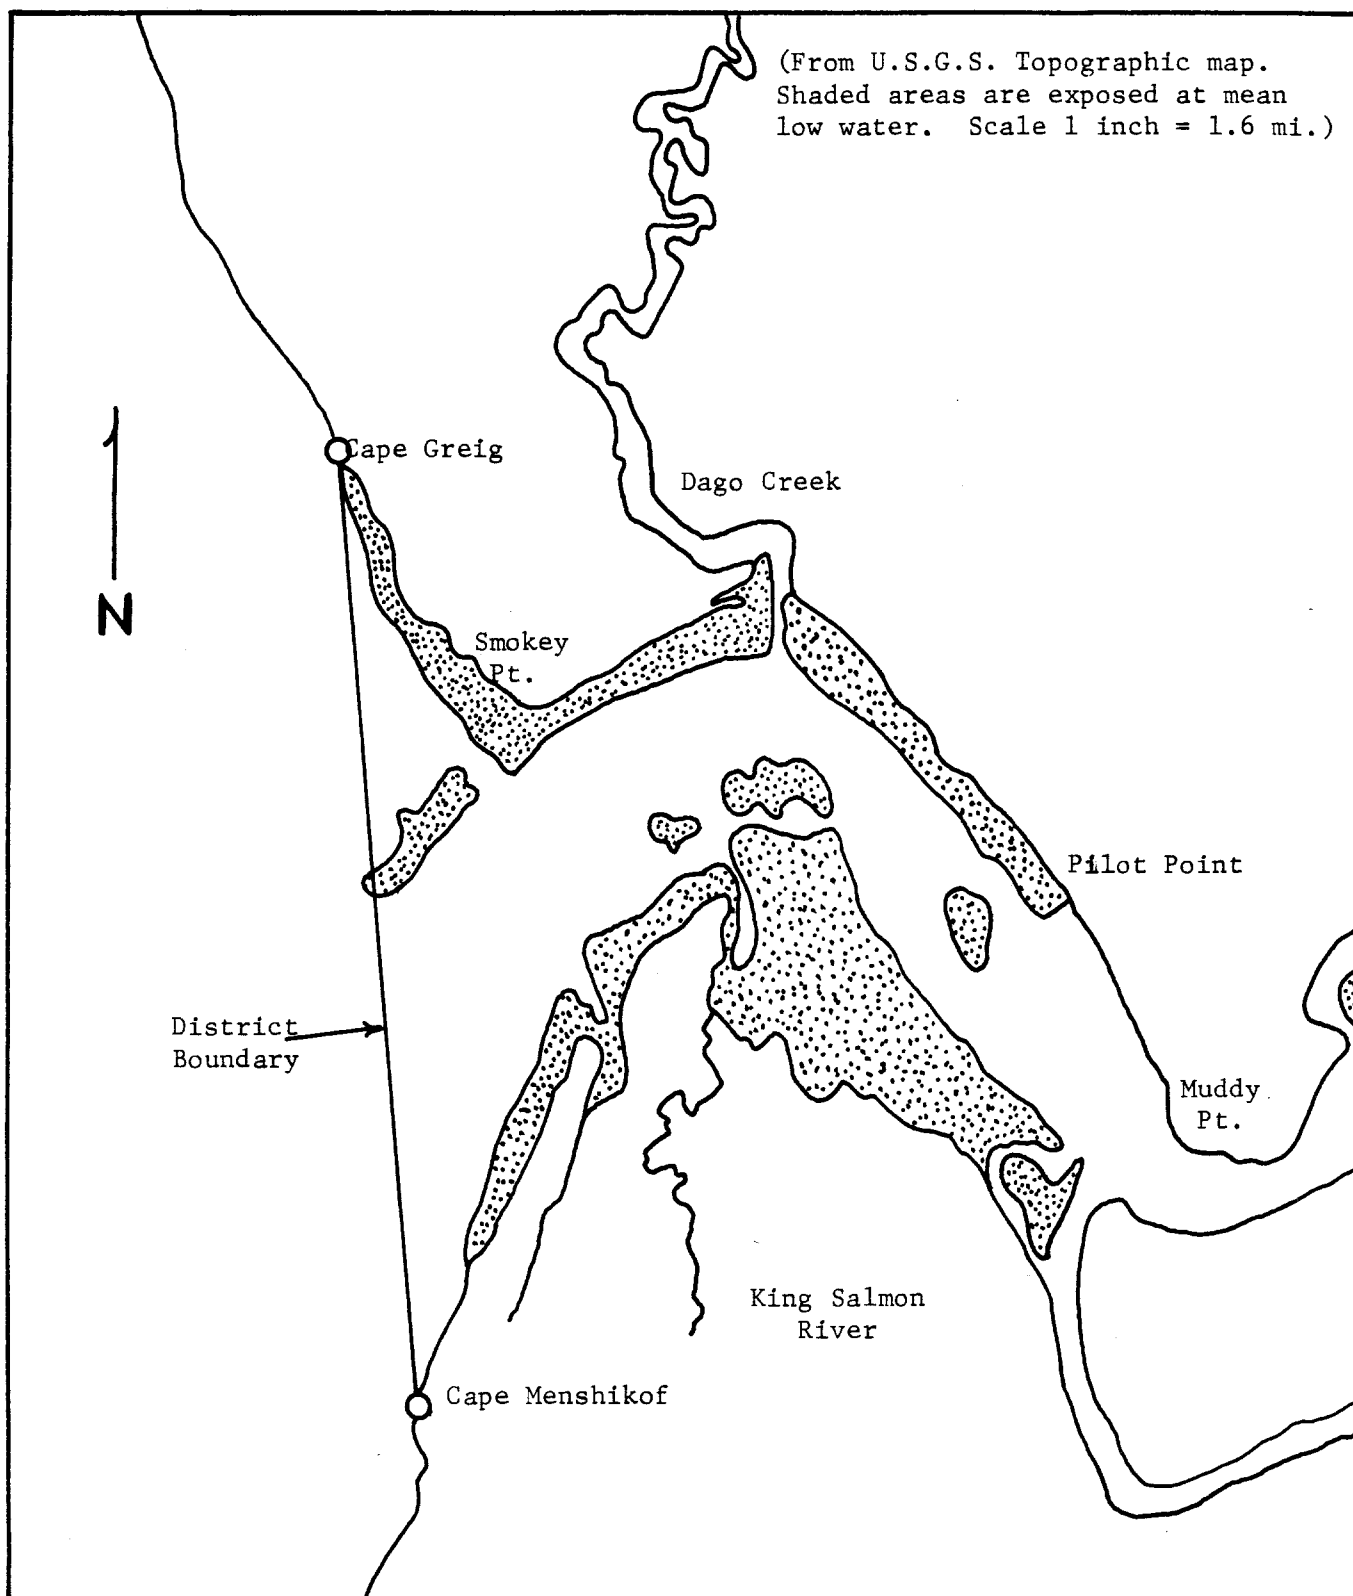 (From U.S.G.S. Topographic map.
Shaded areas are exposed at mean
low water. Scale 1 inch = 1.6 mi.)
Cape Greig
Dago Creek
N
Smokey
Pt.
Pilot Point
District
Boundary
Muddy
Pt.
King Salmon
River
Cape Menshikof